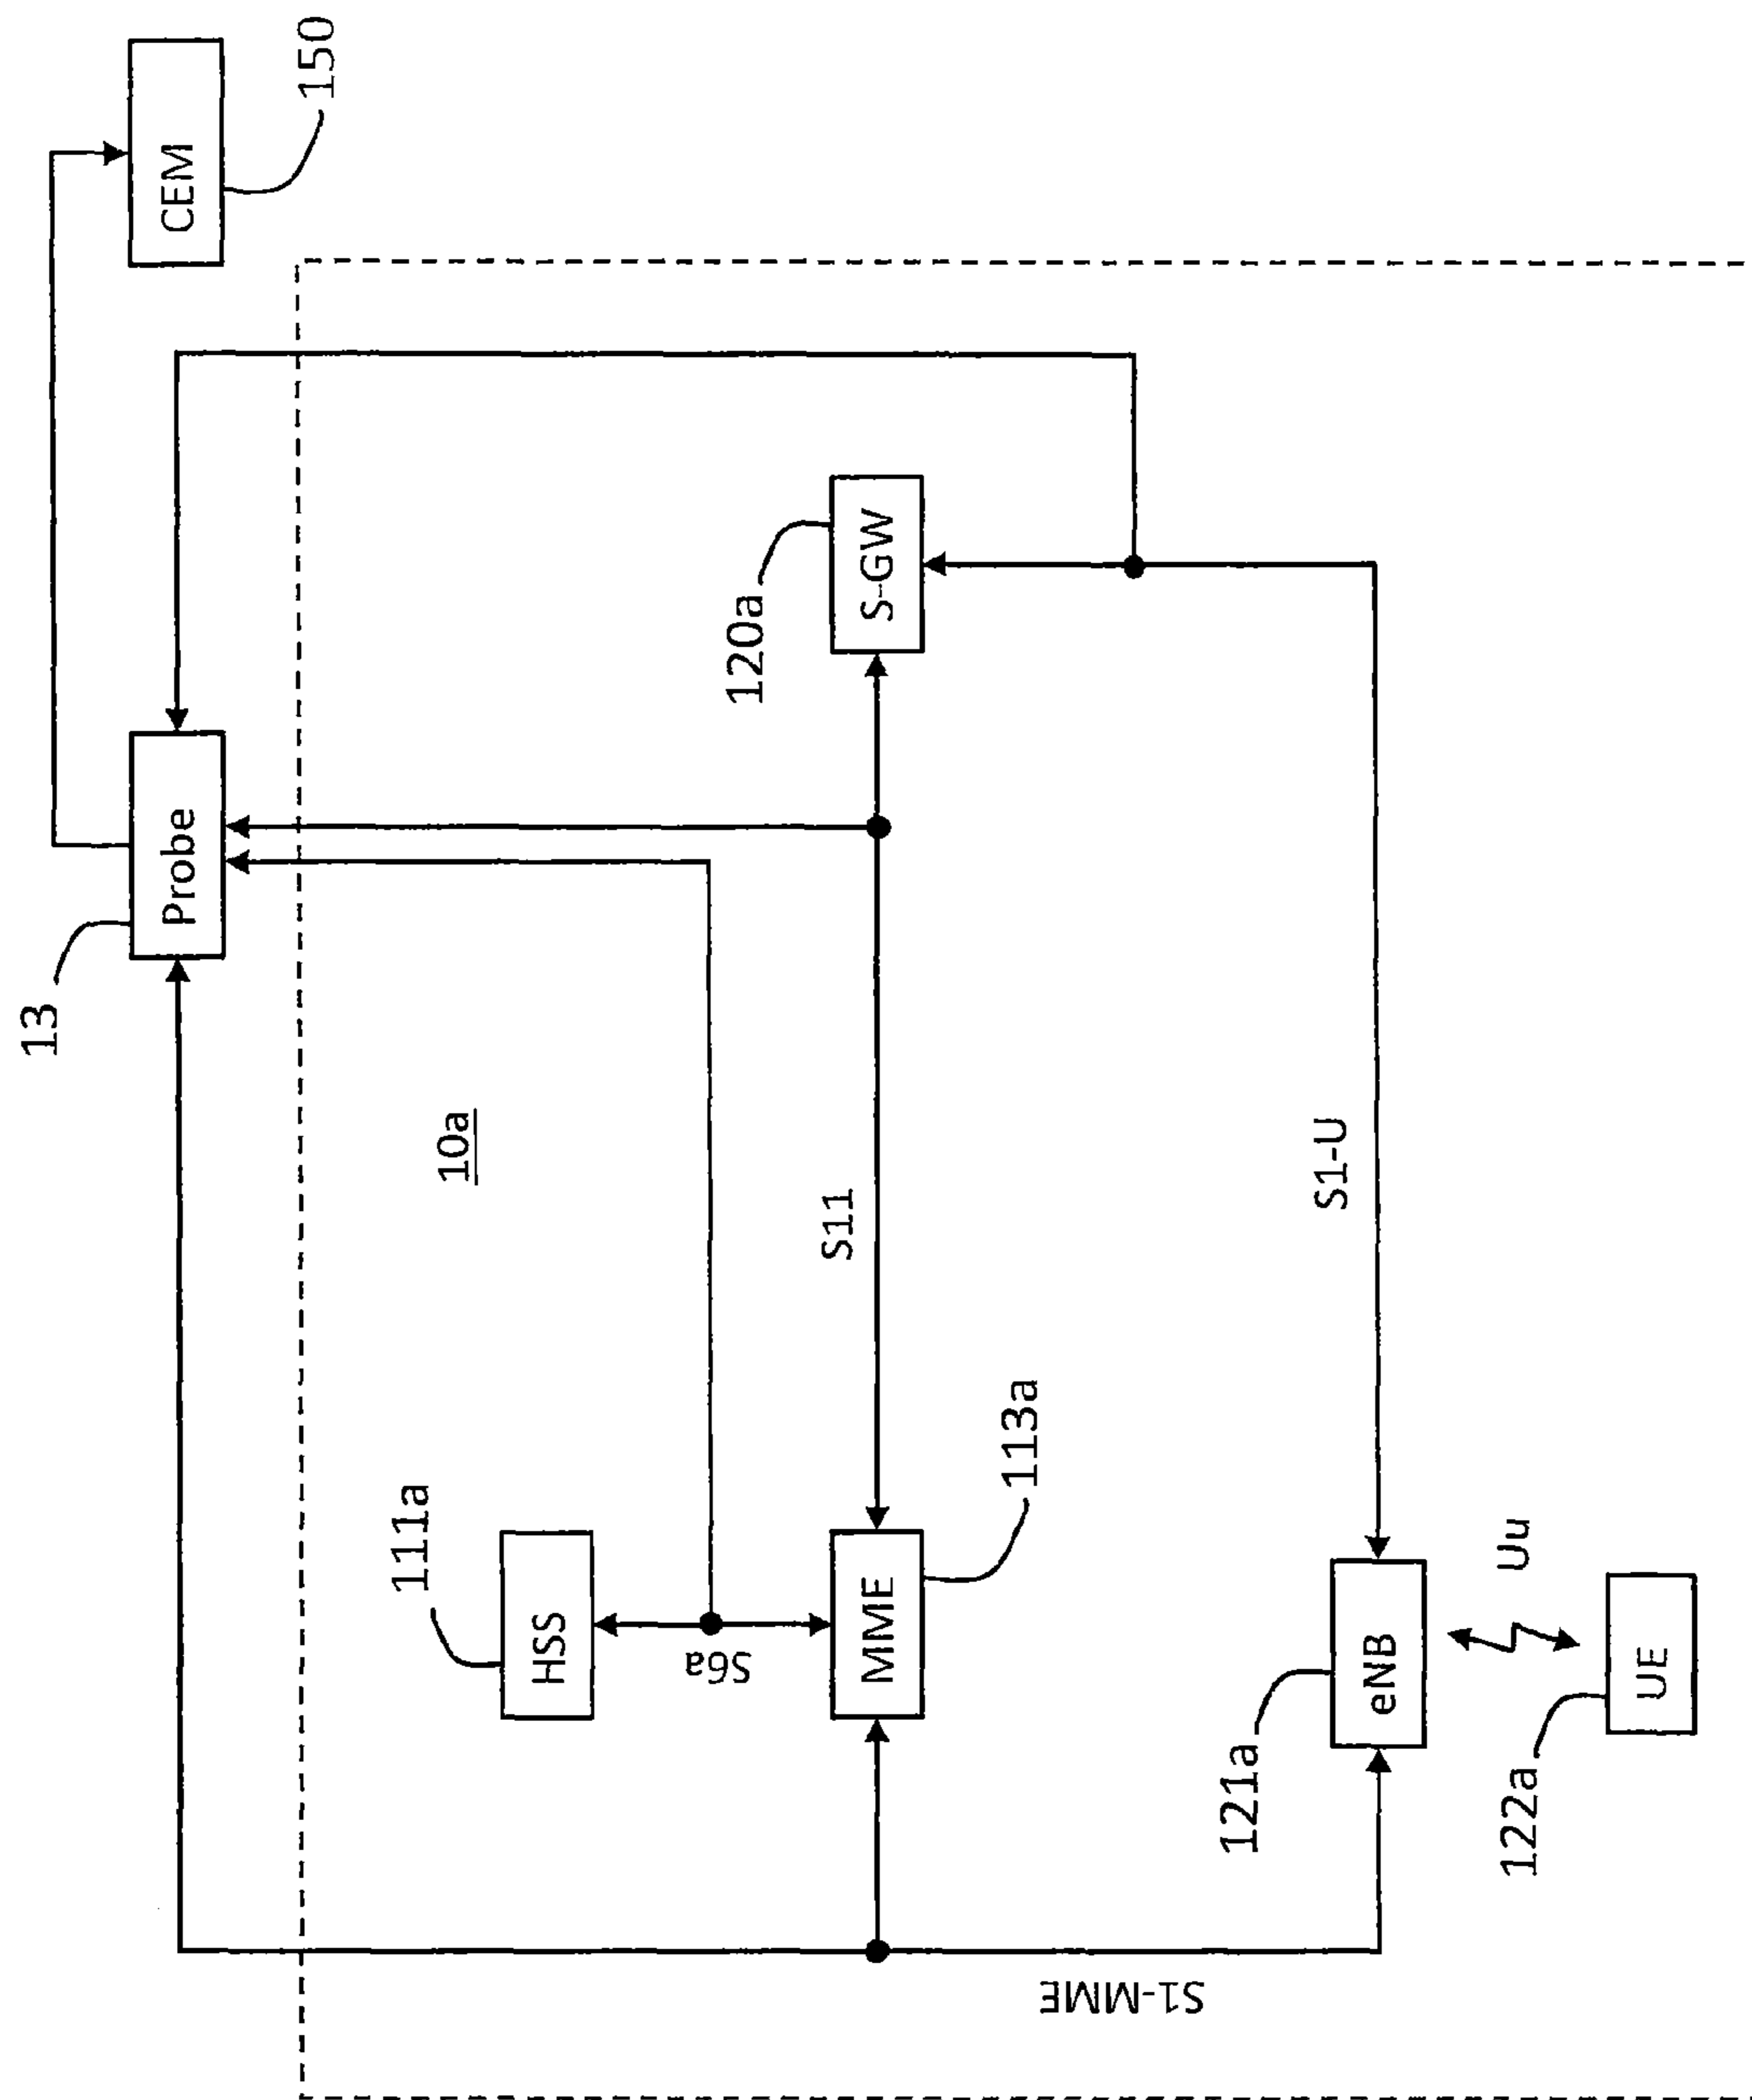 13
Probe
CEM
150
10a
111a
HSS
S6a
S11
120a
S-GW
MME
113a
S1-MME
S1-U
121a
eNB
Uu
122a
UE